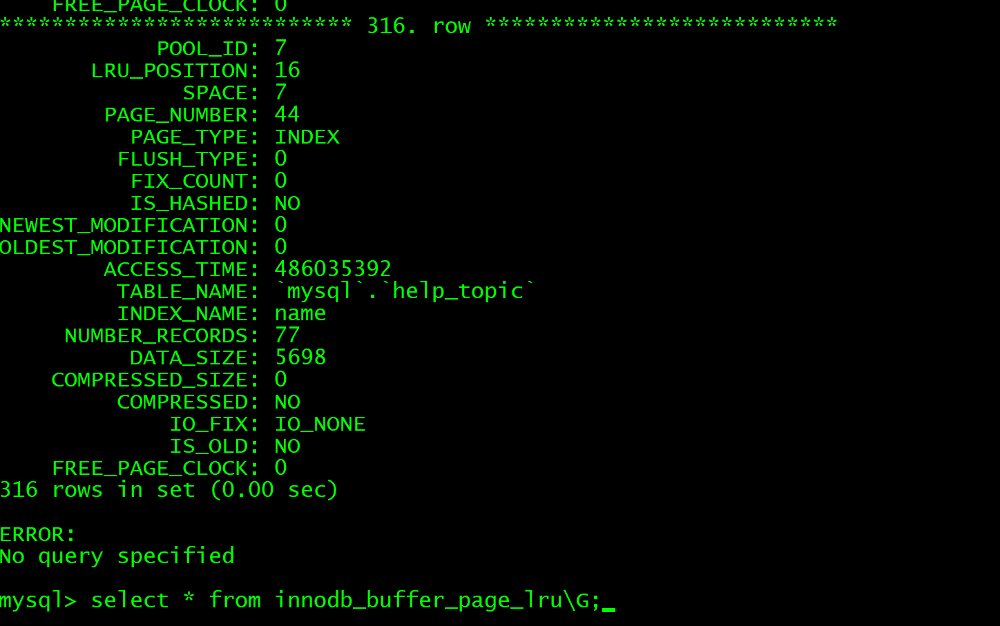 FREE_PAGE_CLOCK: 0
*************************** 316. row ***************************
POOL_ID: 7
LRU_POSITION: 16
SPACE: 7
PAGE_NUMBER: 44
PAGE_TYPE: INDEX
FLUSH_TYPE: 0
FIX_COUNT: 0
IS_HASHED: NO
NEWEST_MODIFICATION: 0
OLDEST_MODIFICATION: 0
ACCESS_TIME: 486035392
TABLE_NAME: `mysql`.`help_topic`
INDEX_NAME: name
NUMBER_RECORDS: 77
DATA_SIZE: 5698
COMPRESSED_SIZE: 0
COMPRESSED: NO
IO_FIX: IO_NONE
IS_OLD: NO
FREE_PAGE_CLOCK: 0
316 rows in set (0.00 sec)
ERROR:
No query specified
mysql> select * from innodb_buffer_page_lru\G;_